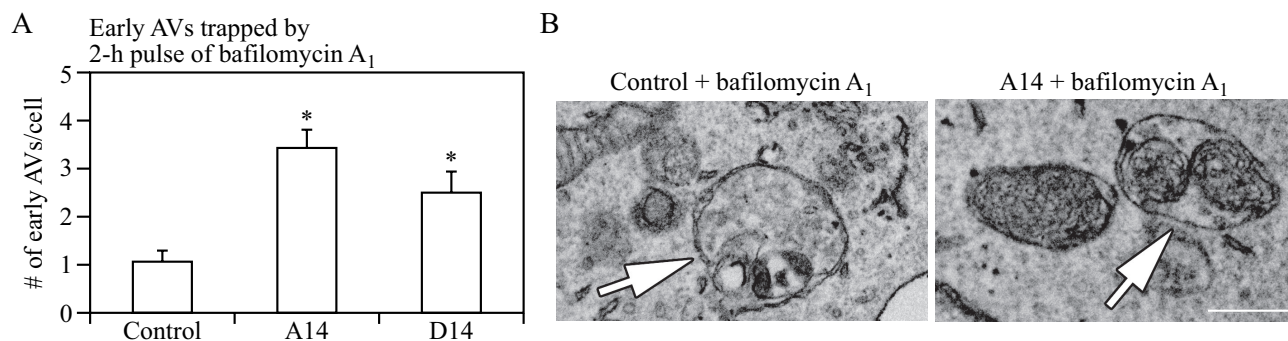 A
Early AVs trapped by
2-h pulse of bafilomycin A1
# of early AVs/cell
5
4
3
2
1
0
*
*
Control
A14
D14
B
Control + bafilomycin A1
A14 + bafilomycin A1